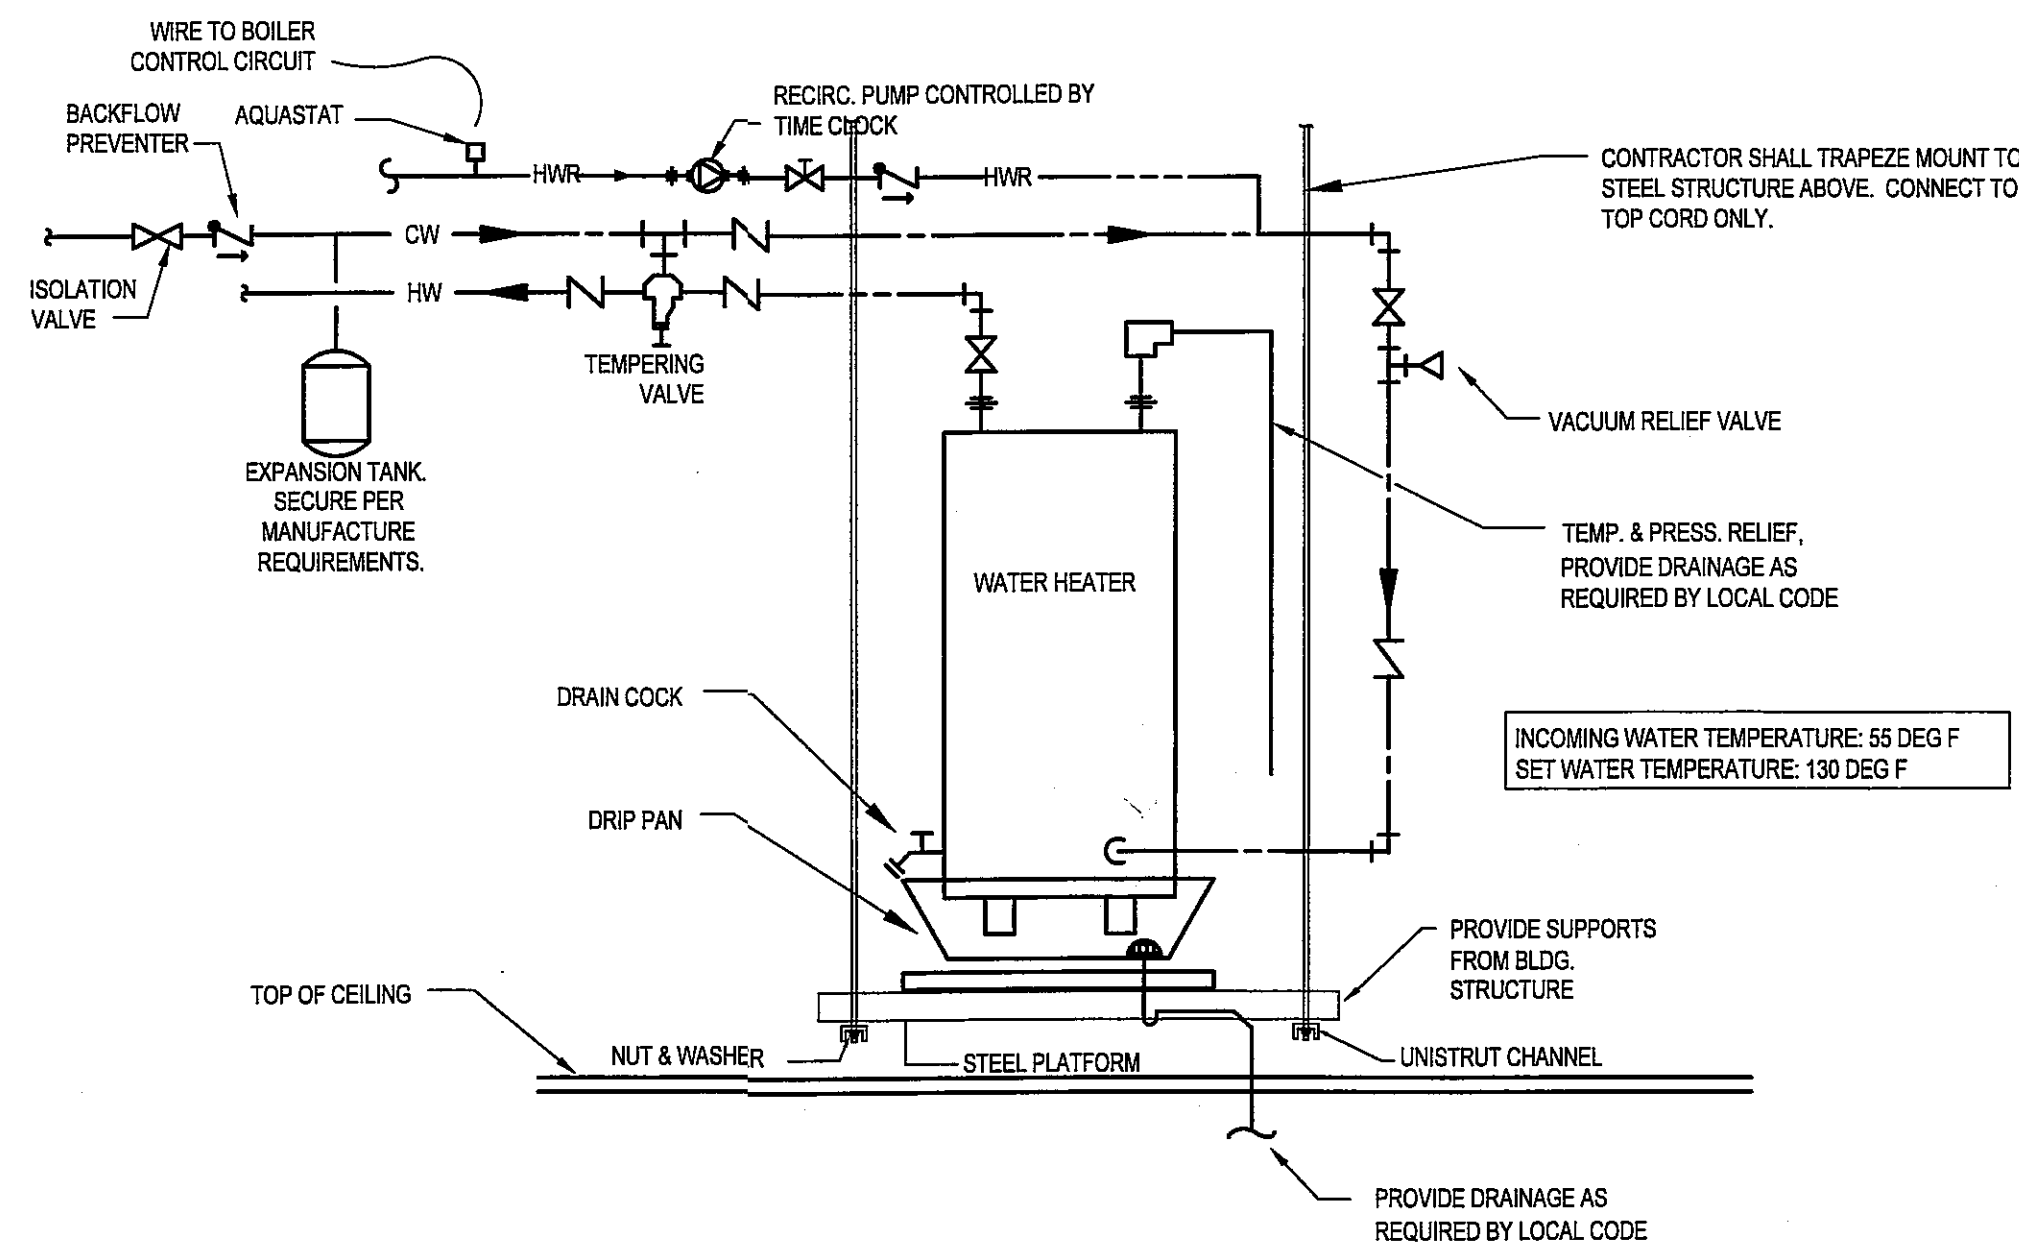 WIRE TO BOILER
CONTROL CIRCUIT
BACKFLOW
PREVENTER
AQUASTAT
RECIRC. PUMP CONTROLLED BY
TIME CLOCK
HWR
HWR
CONTRACTOR SHALL TRAPEZE MOUNT TO
STEEL STRUCTURE ABOVE. CONNECT TO
TOP CORD ONLY.
CW
HW
ISOLATION
VALVE
TEMPERING
VALVE
VACUUM RELIEF VALVE
EXPANSION TANK.
SECURE PER
MANUFACTURE
REQUIREMENTS.
TEMP. & PRESS. RELIEF,
PROVIDE DRAINAGE AS
REQUIRED BY LOCAL CODE
WATER HEATER
DRAIN COCK
INCOMING WATER TEMPERATURE: 55 DEG F
SET WATER TEMPERATURE: 130 DEG F
DRIP PAN
PROVIDE SUPPORTS
FROM BLDG.
STRUCTURE
TOP OF CEILING
NUT & WASHER
STEEL PLATFORM
UNISTRUT CHANNEL
PROVIDE DRAINAGE AS
REQUIRED BY LOCAL CODE